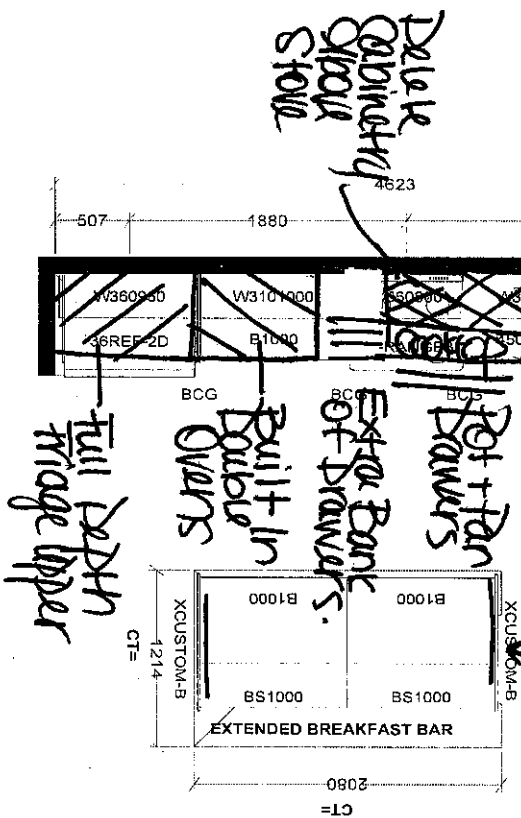 Delete
Cabinetry
above
Stove
4623
507
1880
W360950
W3101000
360800
36REF-2D
B1000
RANGE
BCG
BCG
BCG
Full Depth
Fridge Upper
Built In
Double
Ovens
Extra Bank
of Drawers.
Pot + Pan
Drawers
XCUSTOM-B
B1000
B1000
XCUSTOM-B
CT=
1214
BS1000
BS1000
EXTENDED BREAKFAST BAR
2080
CT=